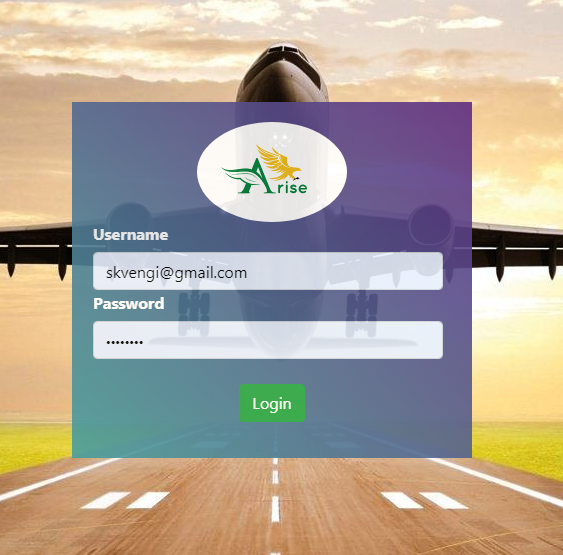 Arise
Username
skvengi@gmail.com
Password
••••••••
Login